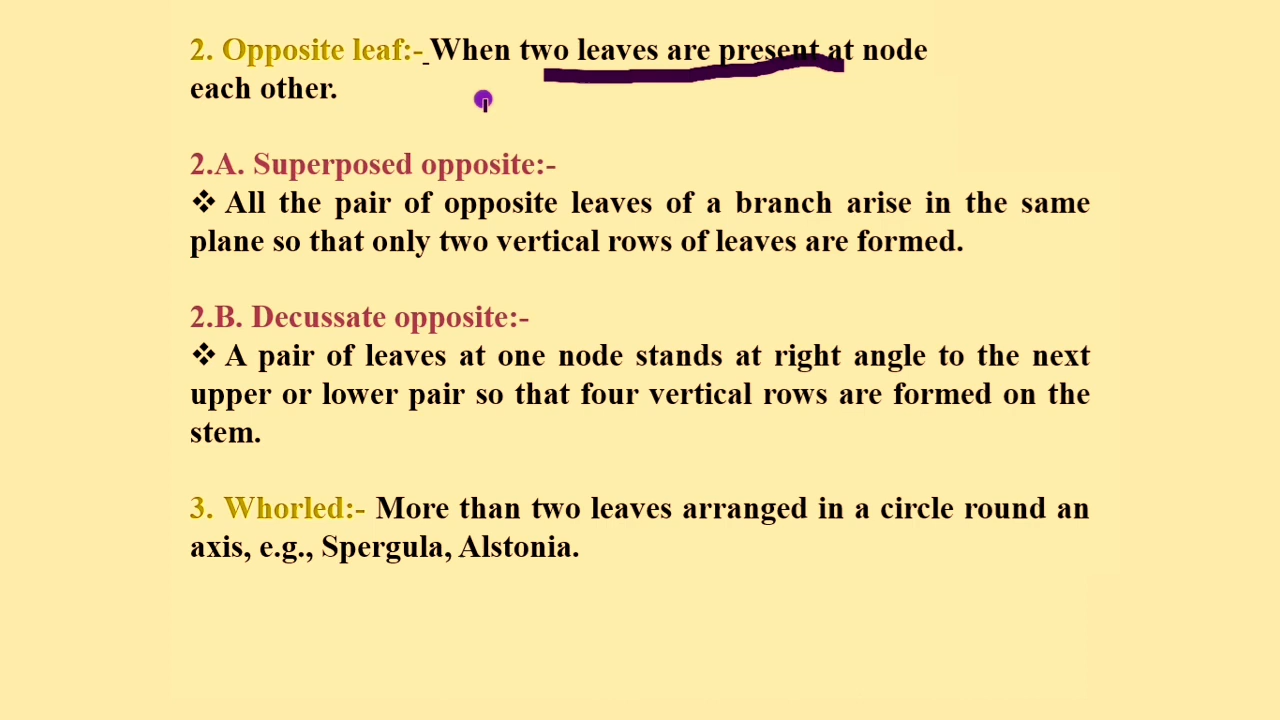 2. Opposite leaf:- When two leaves are present at node
each other.
2.A. Superposed opposite:-
❖ All the pair of opposite leaves of a branch arise in the same
plane so that only two vertical rows of leaves are formed.
2.B. Decussate opposite:-
❖ A pair of leaves at one node stands at right angle to the next
upper or lower pair so that four vertical rows are formed on the
stem.
3. Whorled:- More than two leaves arranged in a circle round an
axis, e.g., Spergula, Alstonia.